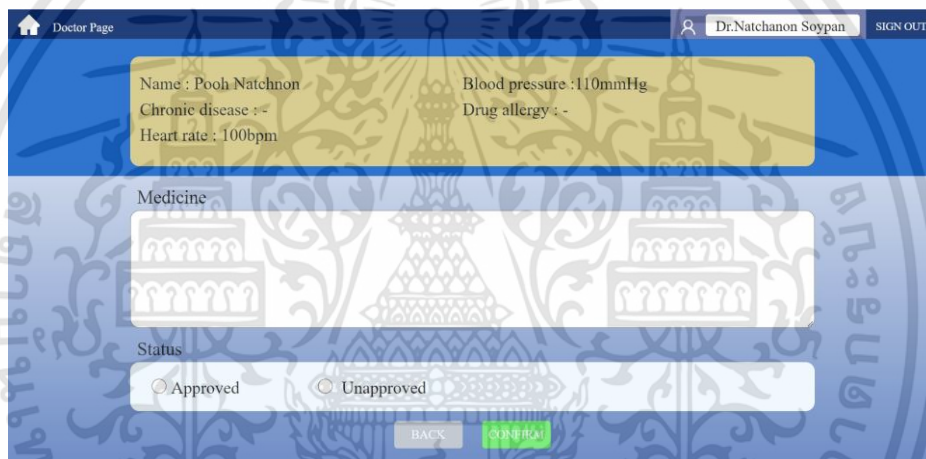 Doctor Page
Dr.Natchanon Soypan
SIGN OUT
Name : Pooh Natchnon
Blood pressure :110mmHg
Chronic disease : -
Drug allergy : -
Heart rate : 100bpm
Medicine
Status
Approved
Unapproved
BACK
CONFIRM